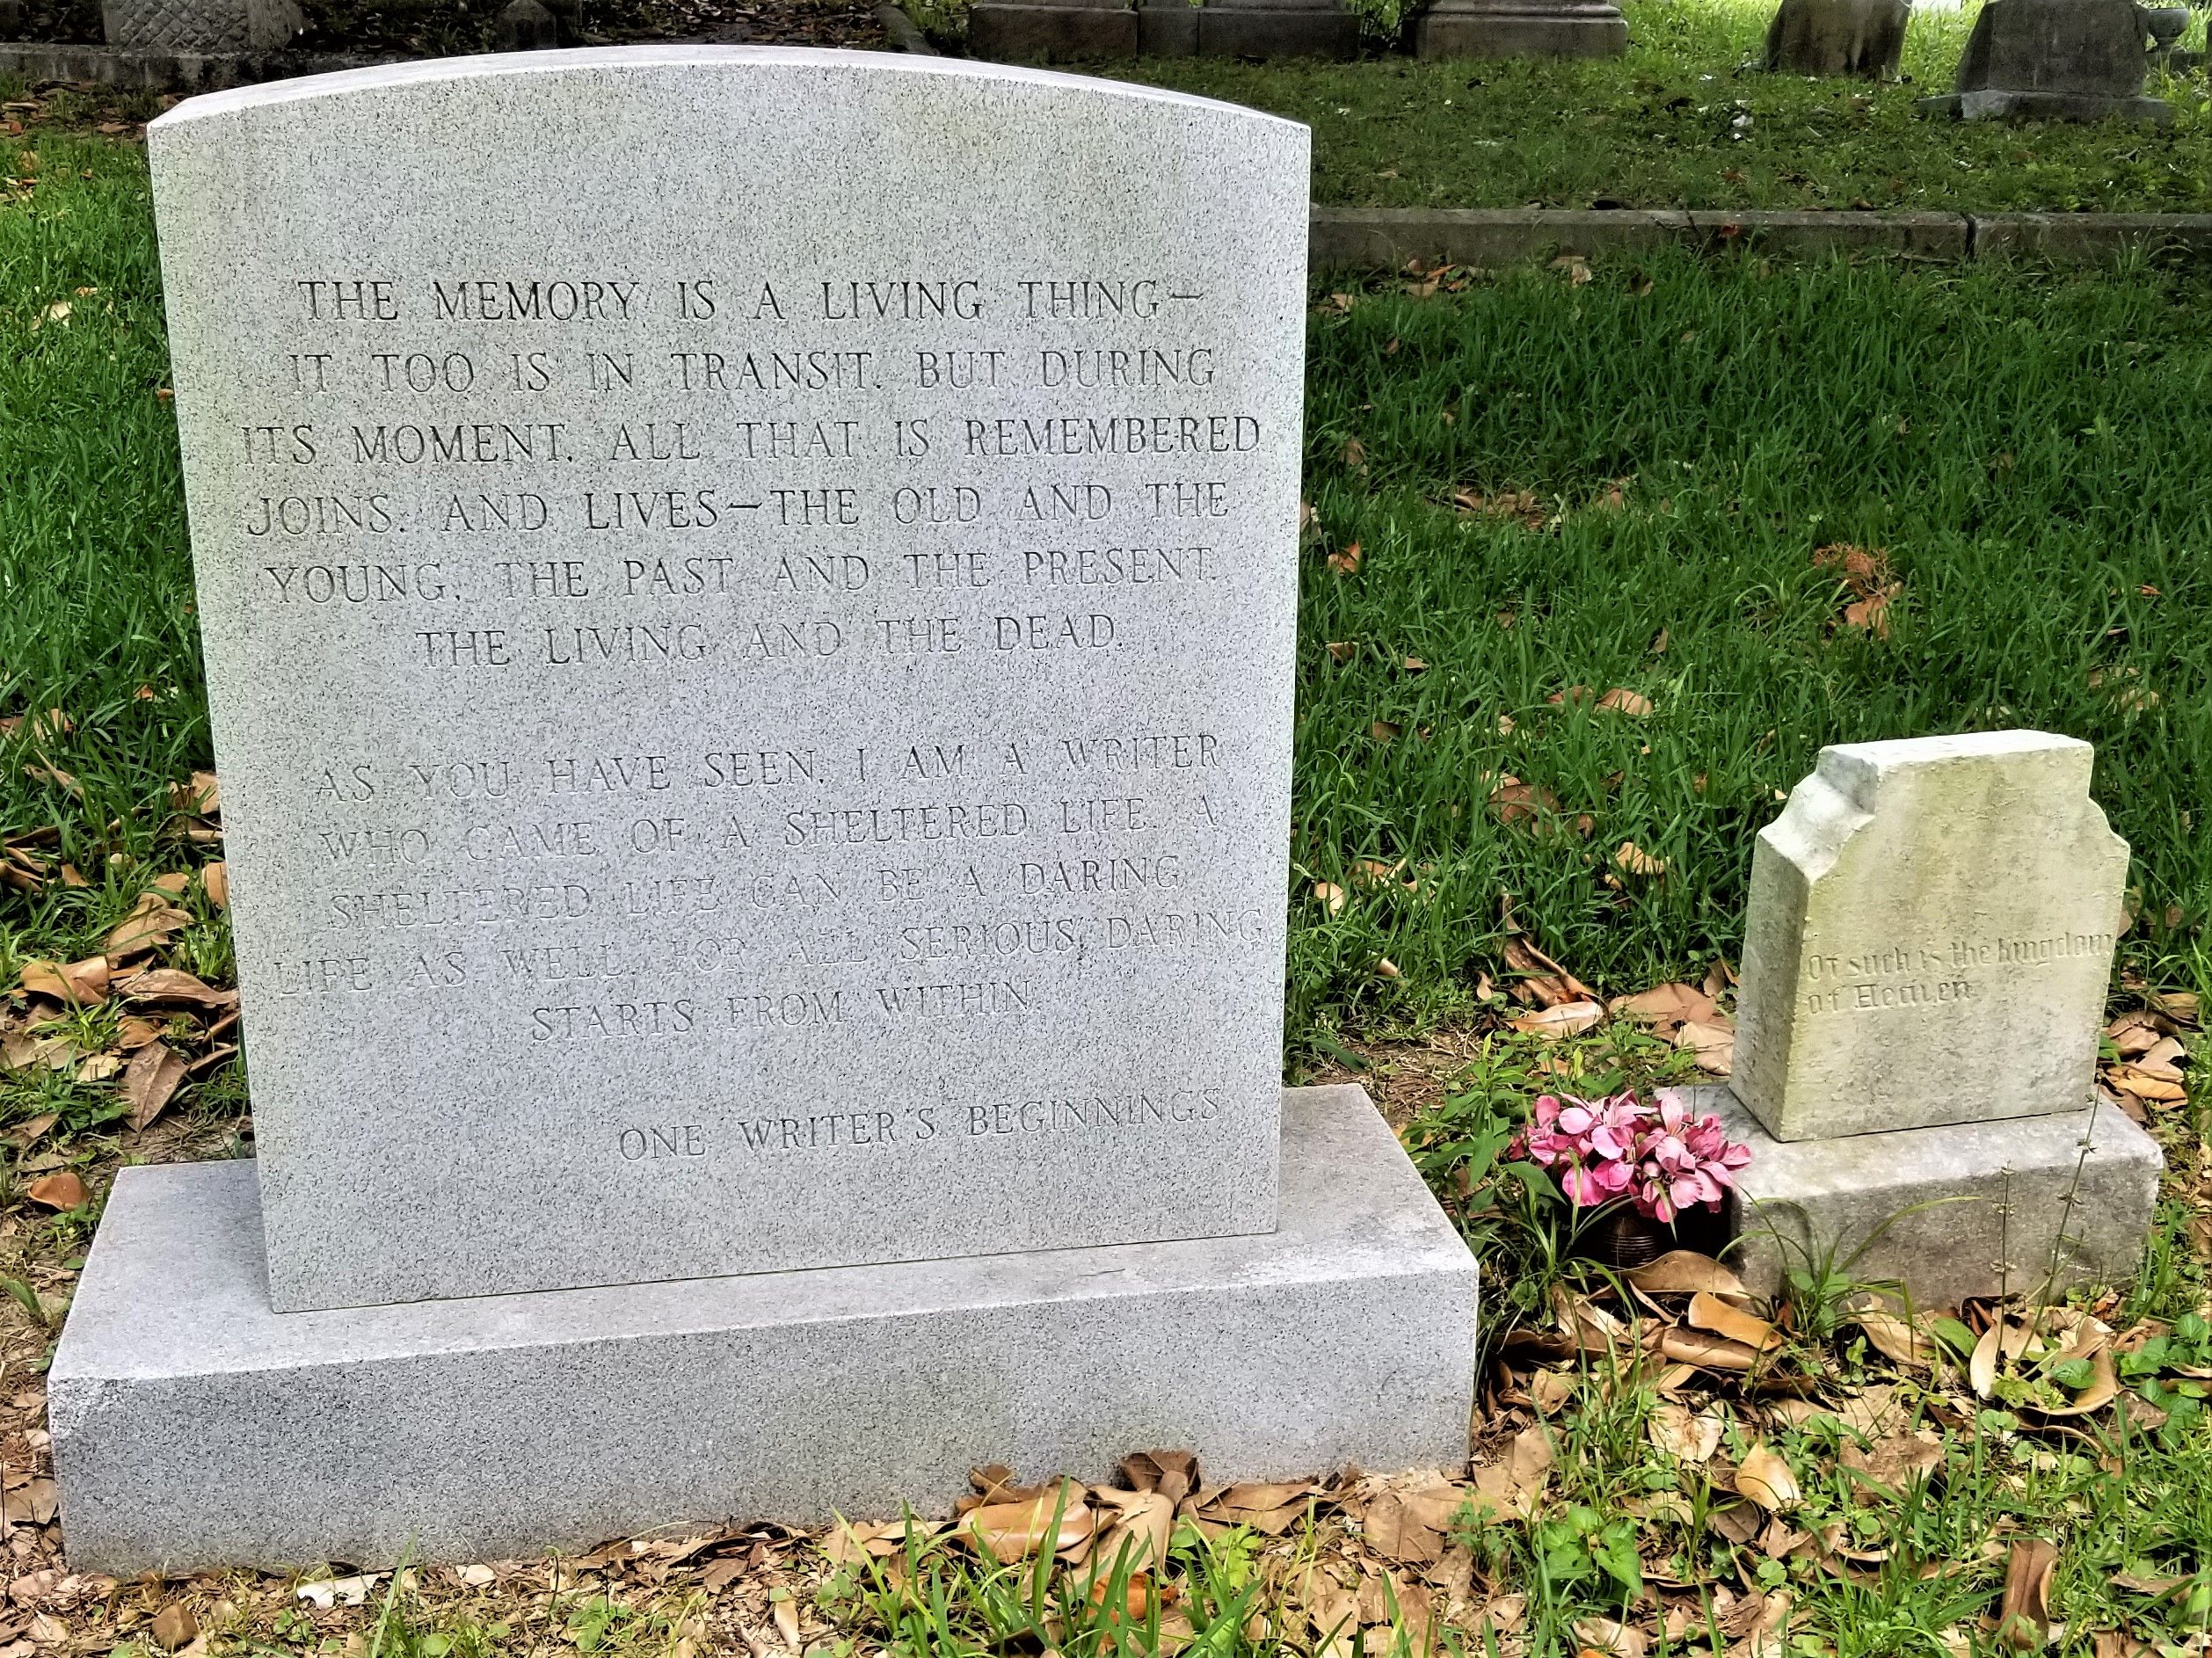 THE MEMORY IS A LIVING THING—
IT TOO IS IN TRANSIT. BUT DURING
ITS MOMENT, ALL THAT IS REMEMBERED
JOINS, AND LIVES—THE OLD AND THE
YOUNG, THE PAST AND THE PRESENT,
THE LIVING AND THE DEAD.
AS YOU HAVE SEEN, I AM A WRITER
WHO CAME OF A SHELTERED LIFE. A
SHELTERED LIFE CAN BE A DARING
LIFE AS WELL. FOR ALL SERIOUS DARING
STARTS FROM WITHIN.
ONE WRITER'S BEGINNINGS
Of such is the kingdom
of Heaven